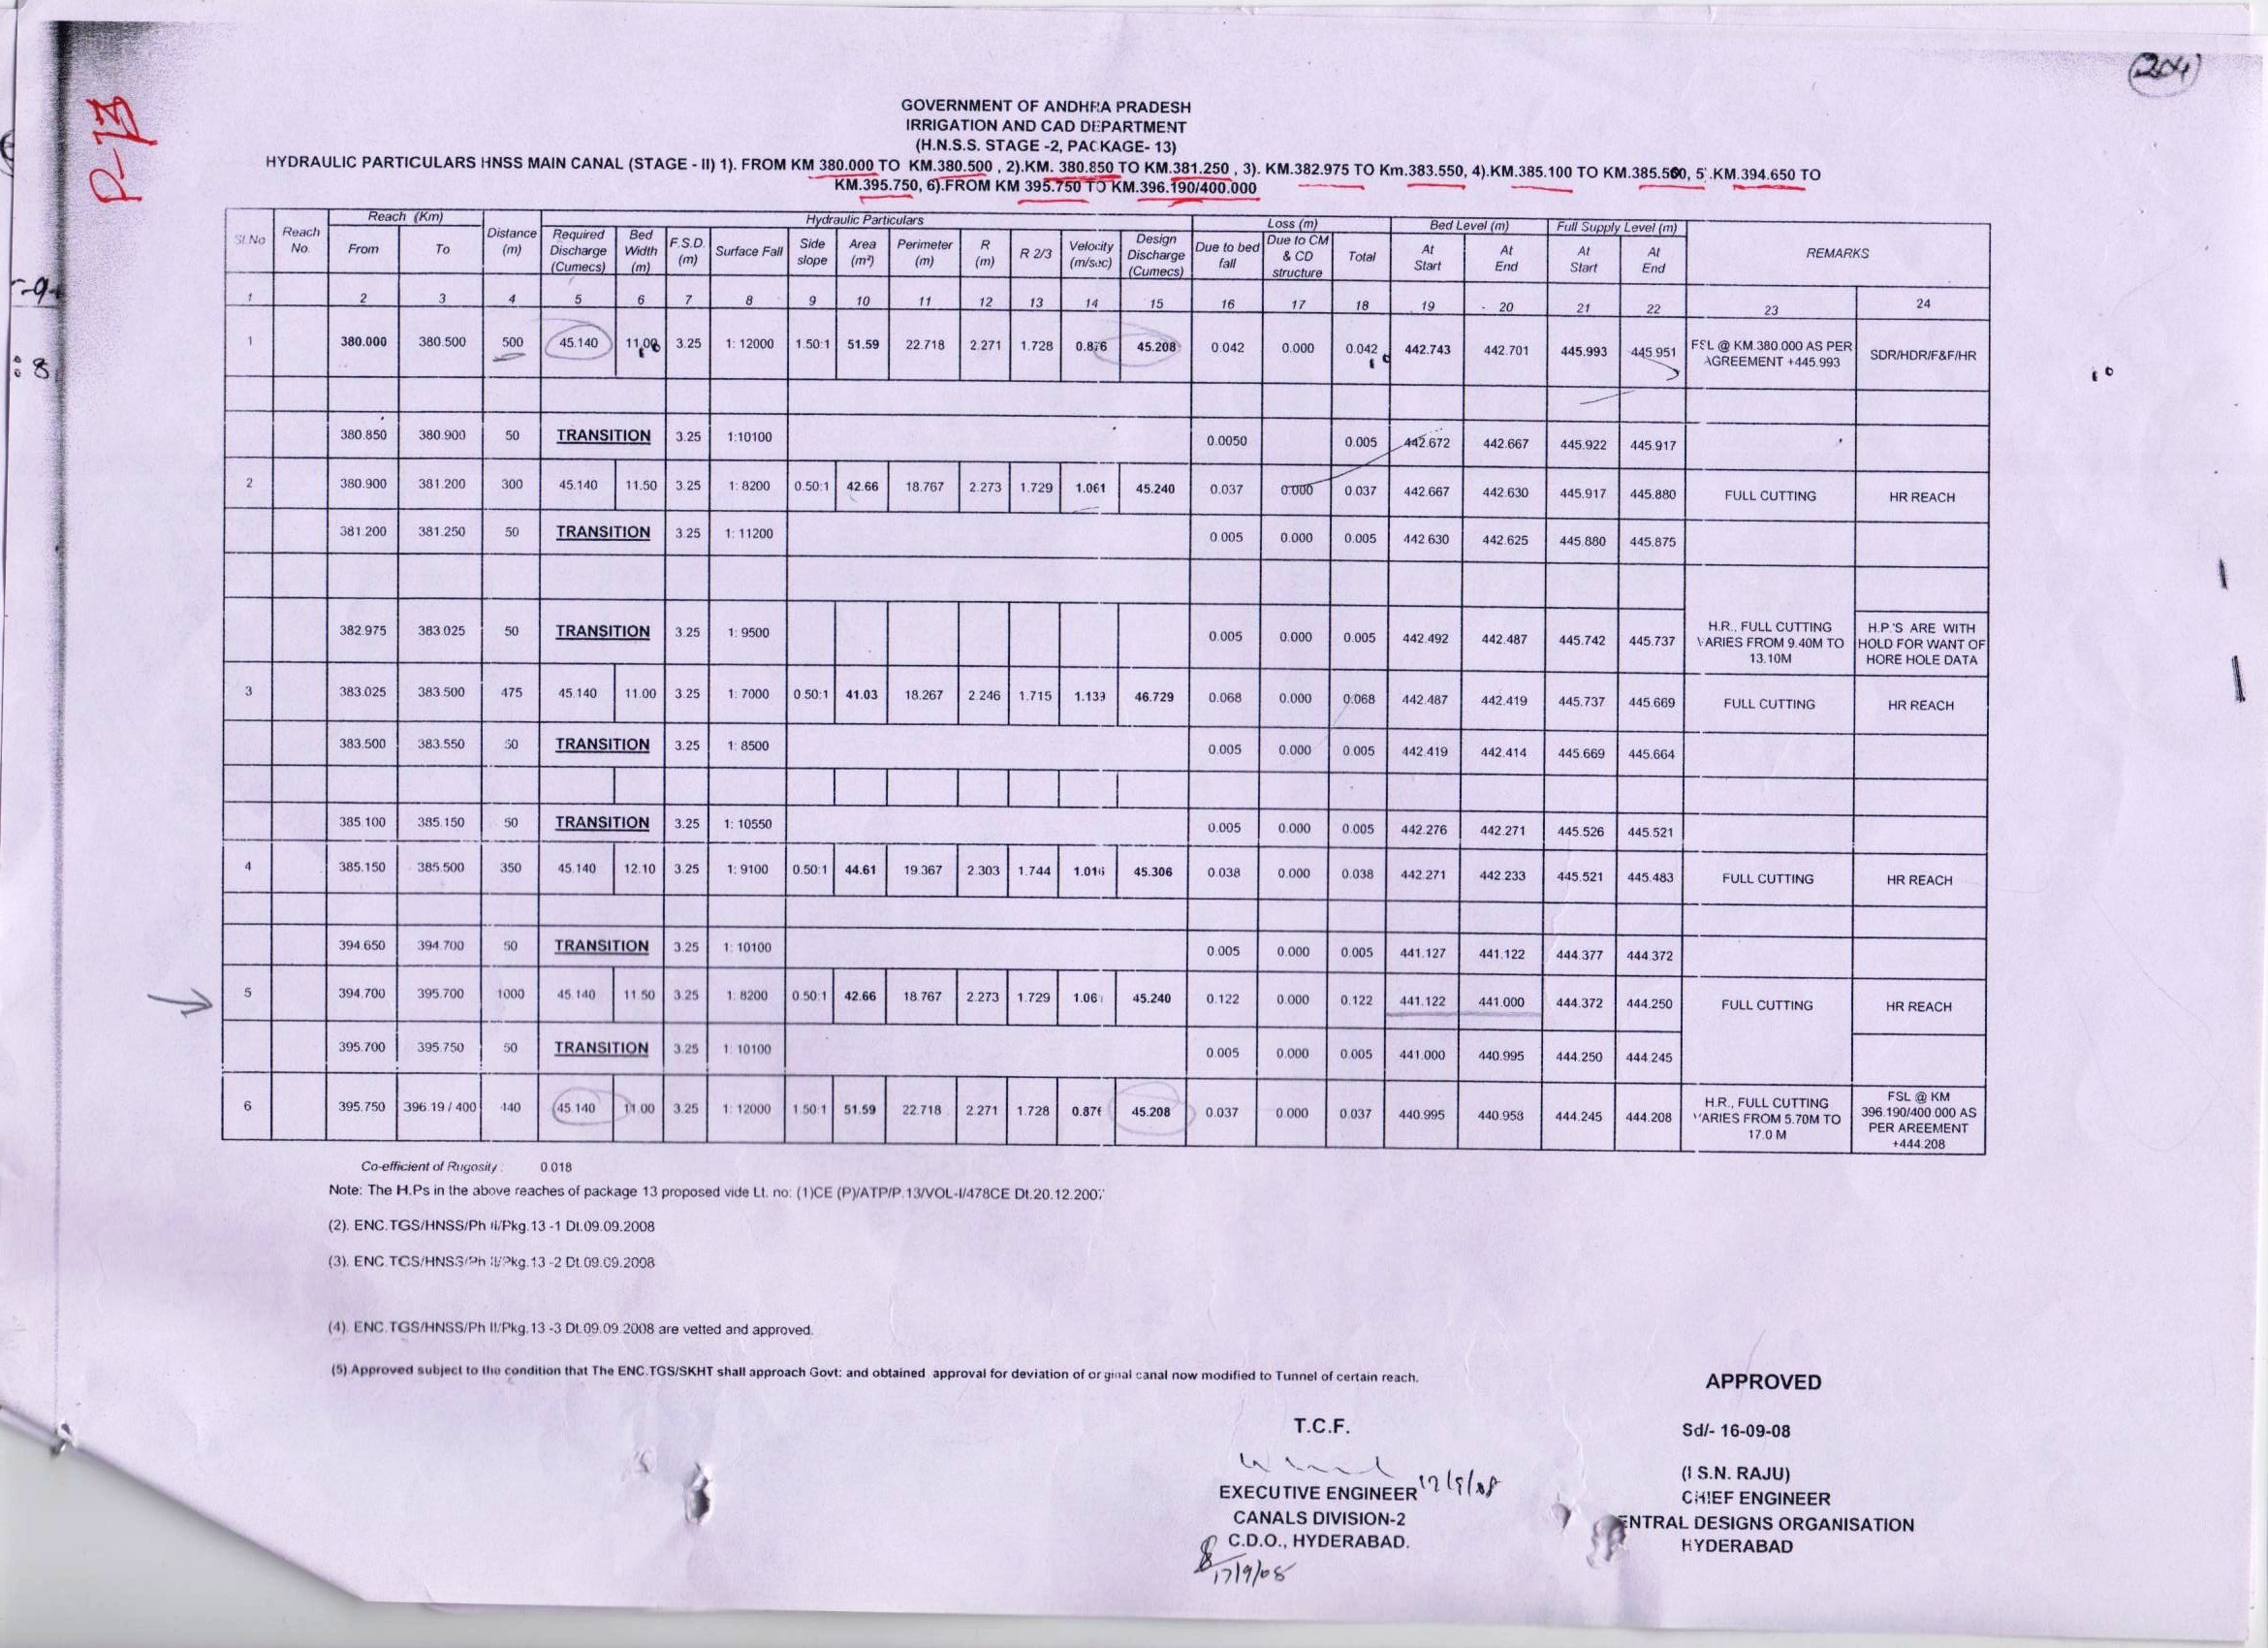 204
P-13
GOVERNMENT OF ANDHRA PRADESH
IRRIGATION AND CAD DEPARTMENT
(H.N.S.S. STAGE -2, PACKAGE- 13)
HYDRAULIC PARTICULARS HNSS MAIN CANAL (STAGE - II) 1). FROM KM 380.000 TO KM.380.500 , 2).KM. 380.850 TO KM.381.250 , 3). KM.382.975 TO Km.383.550, 4).KM.385.100 TO KM.385.500, 5).KM.394.650 TO
KM.395.750, 6).FROM KM 395.750 TO KM.396.190/400.000
Sl.No Reach No. Reach (Km) From To Distance (m) Hydraulic Particulars Required Discharge (Cumecs) Bed Width (m) F.S.D. (m) Surface Fall Side slope Area (m²) Perimeter (m) R (m) R 2/3 Velocity (m/sec) Design Discharge (Cumecs) Loss (m) Due to bed fall Due to CM & CD structure Total Bed Level (m) At Start At End Full Supply Level (m) At Start At End REMARKS
1 2 3 4 5 6 7 8 9 10 11 12 13 14 15 16 17 18 19 20 21 22 23 24
1 380.000 380.500 500 45.140 11.00 3.25 1: 12000 1.50:1 51.59 22.718 2.271 1.728 0.876 45.208 0.042 0.000 0.042 442.743 442.701 445.993 445.951 FSL @ KM.380.000 AS PER AGREEMENT +445.993 SDR/HDR/F&F/HR
380.850 380.900 50 TRANSITION 3.25 1:10100 0.0050 0.005 442.672 442.667 445.922 445.917
2 380.900 381.200 300 45.140 11.50 3.25 1: 8200 0.50:1 42.66 18.767 2.273 1.729 1.061 45.240 0.037 0.000 0.037 442.667 442.630 445.917 445.880 FULL CUTTING HR REACH
381.200 381.250 50 TRANSITION 3.25 1: 11200 0.005 0.000 0.005 442.630 442.625 445.880 445.875
382.975 383.025 50 TRANSITION 3.25 1: 9500 0.005 0.000 0.005 442.492 442.487 445.742 445.737 H.R., FULL CUTTING VARIES FROM 9.40M TO 13.10M H.P.'S ARE WITH HOLD FOR WANT OF HORE HOLE DATA
3 383.025 383.500 475 45.140 11.00 3.25 1: 7000 0.50:1 41.03 18.267 2.246 1.715 1.139 46.729 0.068 0.000 0.068 442.487 442.419 445.737 445.669 FULL CUTTING HR REACH
383.500 383.550 50 TRANSITION 3.25 1: 8500 0.005 0.000 0.005 442.419 442.414 445.669 445.664
385.100 385.150 50 TRANSITION 3.25 1: 10550 0.005 0.000 0.005 442.276 442.271 445.526 445.521
4 385.150 385.500 350 45.140 12.10 3.25 1: 9100 0.50:1 44.61 19.367 2.303 1.744 1.016 45.306 0.038 0.000 0.038 442.271 442.233 445.521 445.483 FULL CUTTING HR REACH
394.650 394.700 50 TRANSITION 3.25 1: 10100 0.005 0.000 0.005 441.127 441.122 444.377 444.372
5 394.700 395.700 1000 45.140 11.50 3.25 1: 8200 0.50:1 42.66 18.767 2.273 1.729 1.061 45.240 0.122 0.000 0.122 441.122 441.000 444.372 444.250 FULL CUTTING HR REACH
395.700 395.750 50 TRANSITION 3.25 1: 10100 0.005 0.000 0.005 441.000 440.995 444.250 444.245
6 395.750 396.19 / 400 440 45.140 11.00 3.25 1: 12000 1.50:1 51.59 22.718 2.271 1.728 0.876 45.208 0.037 0.000 0.037 440.995 440.958 444.245 444.208 H.R., FULL CUTTING VARIES FROM 5.70M TO 17.0 M FSL @ KM 396.190/400.000 AS PER AREEMENT +444.208
Co-efficient of Rugosity : 0.018
Note: The H.Ps in the above reaches of package 13 proposed vide Lt. no: (1)CE (P)/ATP/P.13/VOL-I/478CE Dt.20.12.2007
(2). ENC.TGS/HNSS/Ph II/Pkg.13 -1 Dt.09.09.2008
(3). ENC.TGS/HNSS/Ph II/Pkg.13 -2 Dt.09.09.2008
(4). ENC.TGS/HNSS/Ph II/Pkg.13 -3 Dt.09.09.2008 are vetted and approved.
(5) Approved subject to the condition that The ENC.TGS/SKHT shall approach Govt: and obtained approval for deviation of original canal now modified to Tunnel of certain reach.
APPROVED
T.C.F.
Sd/- 16-09-08
(I.S.N. RAJU)
EXECUTIVE ENGINEER 17/9/08
CHIEF ENGINEER
CANALS DIVISION-2
ENTRAL DESIGNS ORGANISATION
C.D.O., HYDERABAD.
HYDERABAD
17/9/08